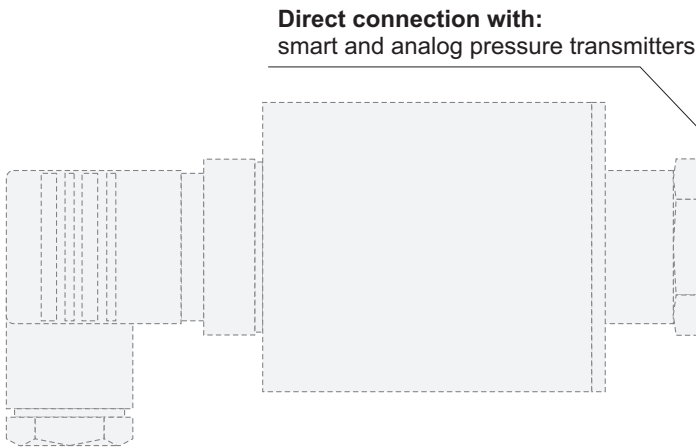 Direct connection with:
smart and analog pressure transmitters